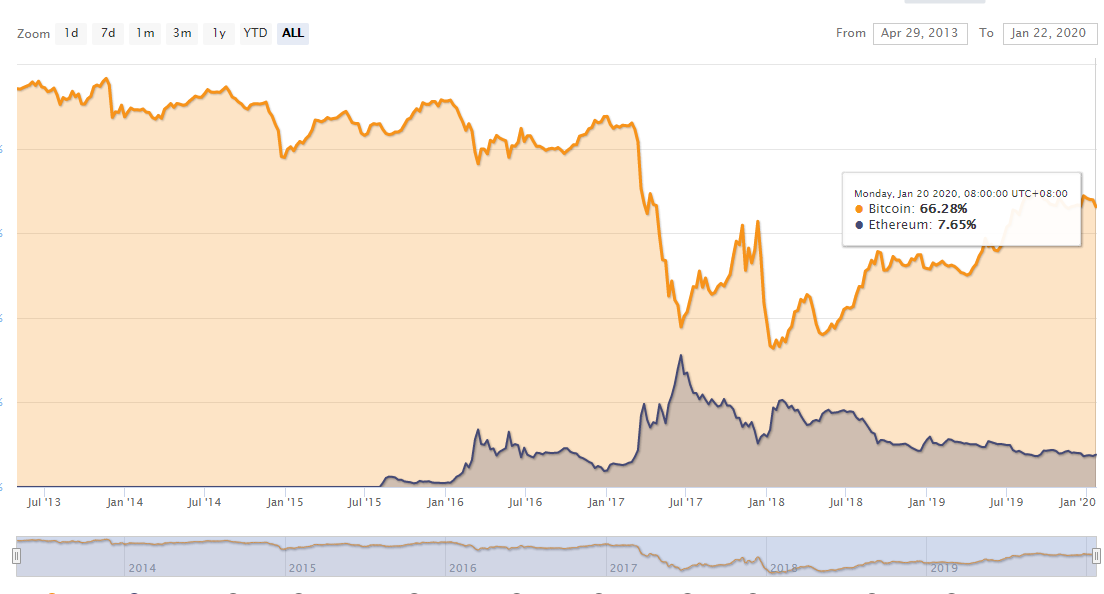 Zoom 1d 7d 1m 3m 1y YTD ALL From Apr 29, 2013 To Jan 22, 2020
Monday, Jan 20 2020, 08:00:00 UTC+08:00
Bitcoin: 66.28%
Ethereum: 7.65%
Jul '13 Jan '14 Jul '14 Jan '15 Jul '15 Jan '16 Jul '16 Jan '17 Jul '17 Jan '18 Jul '18 Jan '19 Jul '19 Jan '20
2014 2015 2016 2017 2018 2019